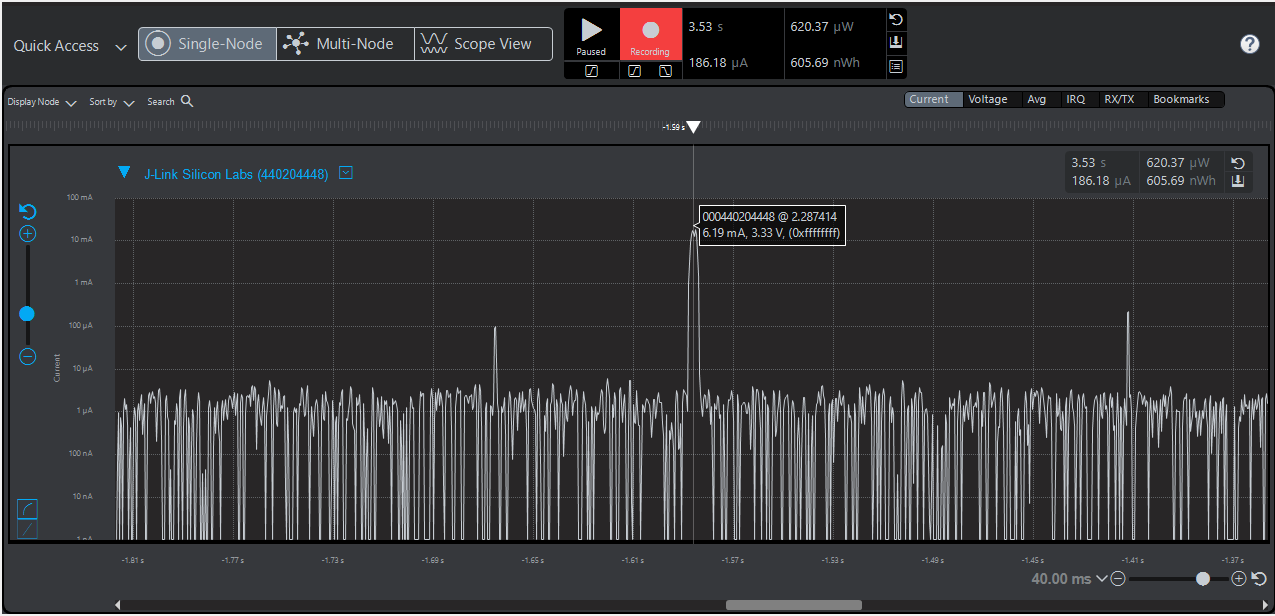 Quick Access
Single-Node
Multi-Node
Scope View
Paused
Recording
3.53 s
186.18 µA
620.37 µW
605.69 nWh
Display Node
Sort by
Search
Current
Voltage
Avg
IRQ
RX/TX
Bookmarks
-1.59 s
J-Link Silicon Labs (440204448)
3.53 s
620.37 µW
186.18 µA
605.69 nWh
100 mA
10 mA
1 mA
100 µA
10 µA
1 µA
100 nA
10 nA
1 nA
Current
000440204448 @ 2.287414
6.19 mA, 3.33 V, (0xffffffff)
-1.81 s
-1.77 s
-1.73 s
-1.69 s
-1.65 s
-1.61 s
-1.57 s
-1.53 s
-1.49 s
-1.45 s
-1.41 s
-1.37 s
40.00 ms